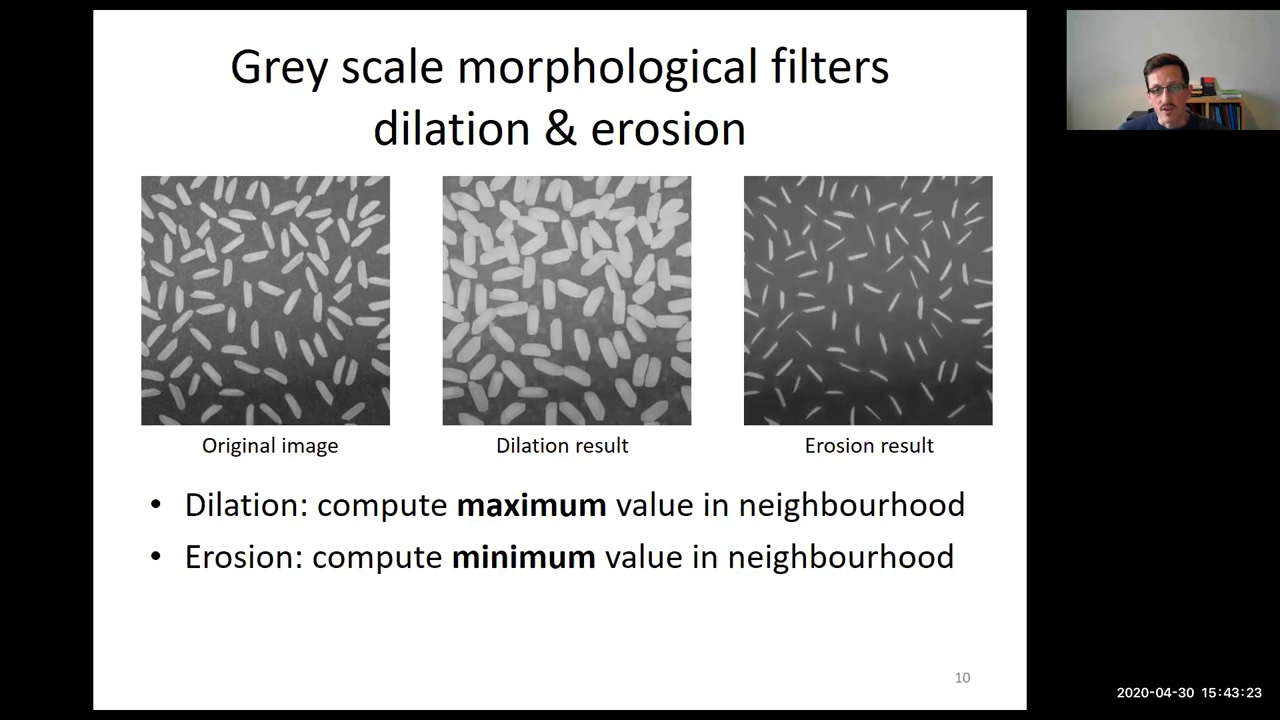 Grey scale morphological filters
dilation & erosion
Original image
Dilation result
Erosion result
• Dilation: compute maximum value in neighbourhood
• Erosion: compute minimum value in neighbourhood
10
2020-04-30 15:43:23